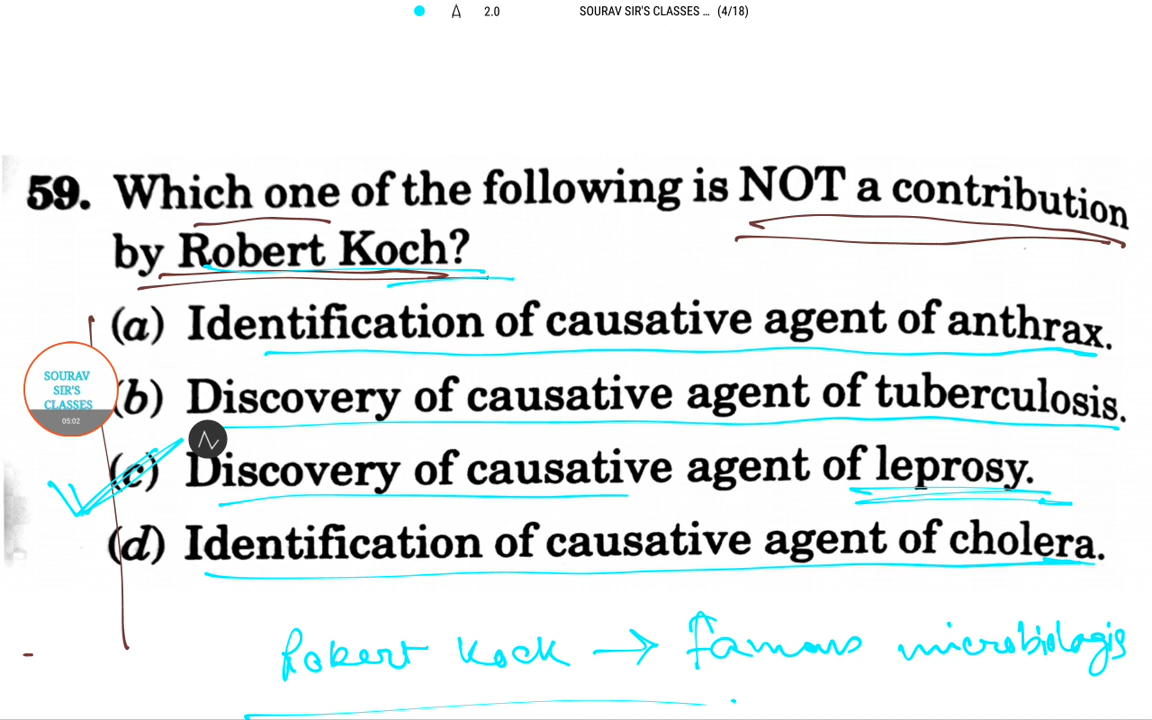 2.0 SOURAV SIR'S CLASSES ... (4/18)
59. Which one of the following is NOT a contribution
by Robert Koch?
(a) Identification of causative agent of anthrax.
(b) Discovery of causative agent of tuberculosis.
(c) Discovery of causative agent of leprosy.
(d) Identification of causative agent of cholera.
SOURAV
SIR'S
CLASSES
05:02
Robert Kock → famous microbiologis